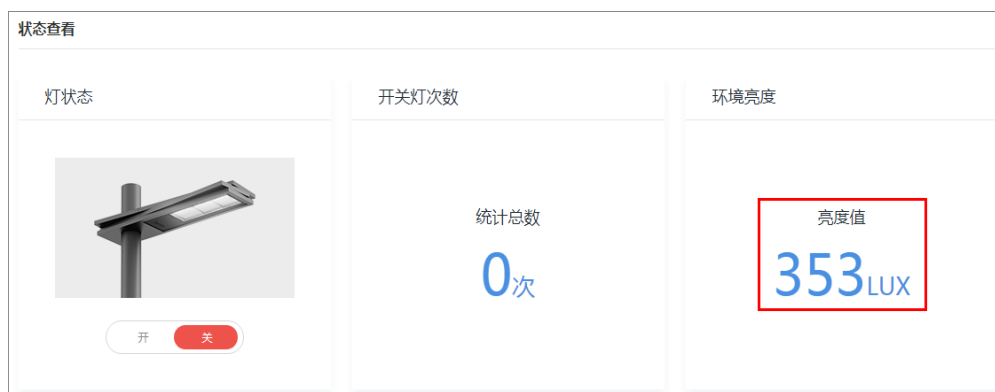 状态查看
灯状态
开关灯次数
环境亮度
统计总数
0次
亮度值
353LUX
开
关